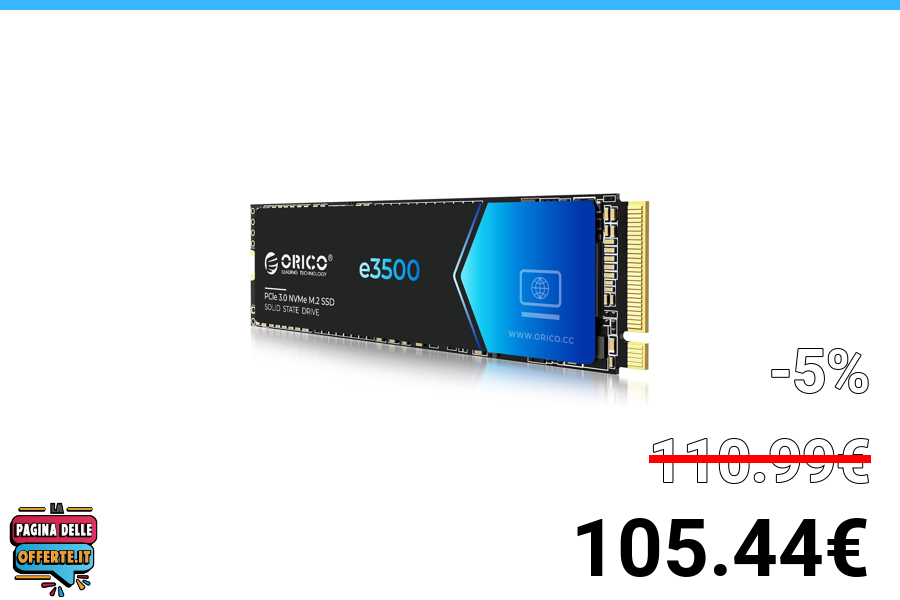 ORICO®
LEADING TECHNOLOGY
e3500
PCIe 3.0 NVMe M.2 SSD
SOLID STATE DRIVE
WWW.ORICO.CC
-5%
110.99€
105.44€
LA
PAGINA DELLE
OFFERTE.IT